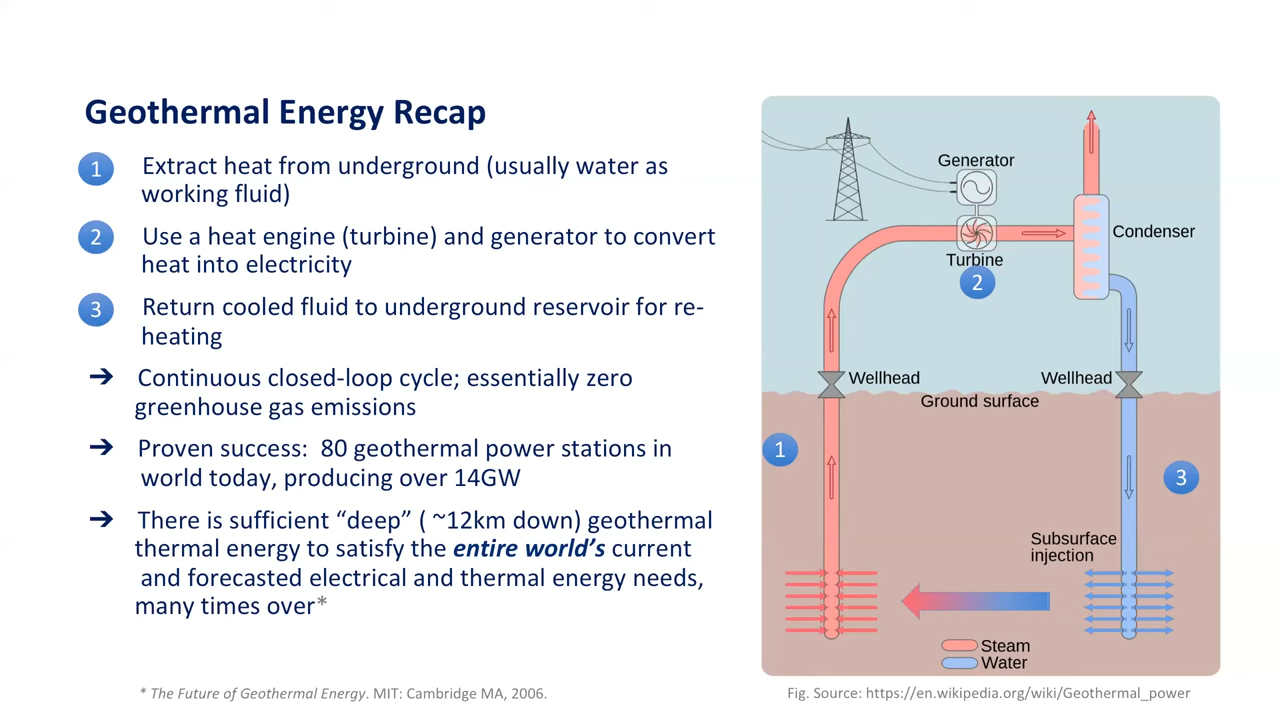 Geothermal Energy Recap
1 Extract heat from underground (usually water as
working fluid)
2 Use a heat engine (turbine) and generator to convert
heat into electricity
3 Return cooled fluid to underground reservoir for re-
heating
➔ Continuous closed-loop cycle; essentially zero
greenhouse gas emissions
➔ Proven success:  80 geothermal power stations in
world today, producing over 14GW
➔ There is sufficient “deep” ( ~12km down) geothermal
thermal energy to satisfy the entire world’s current
and forecasted electrical and thermal energy needs,
many times over*
* The Future of Geothermal Energy. MIT: Cambridge MA, 2006.
Generator
Condenser
Turbine
2
Wellhead
Wellhead
Ground surface
1
3
Subsurface
injection
Steam
Water
Fig. Source: https://en.wikipedia.org/wiki/Geothermal_power